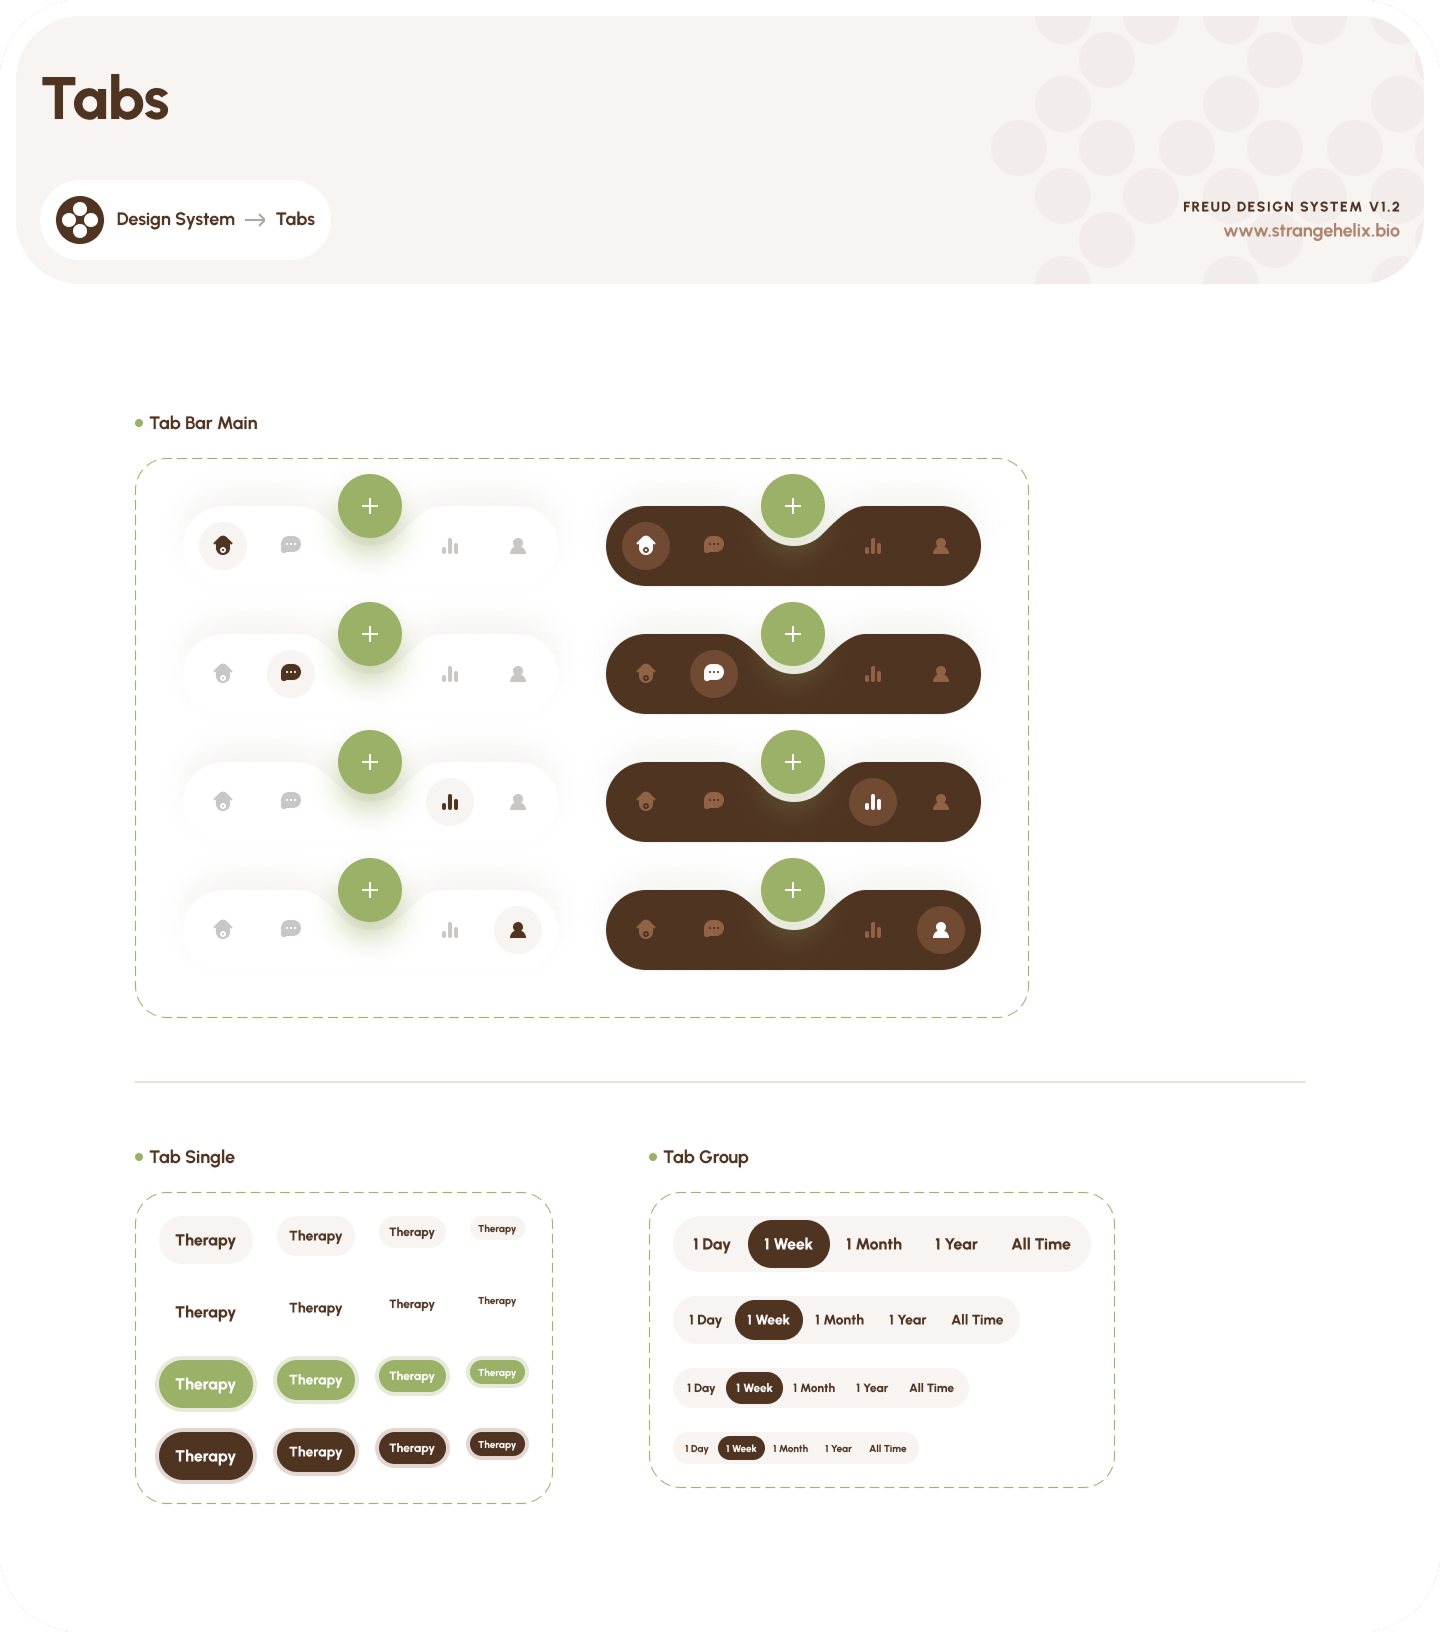 Tabs
Design System → Tabs
FREUD DESIGN SYSTEM V1.2
www.strangehelix.bio
Tab Bar Main
Tab Single
Therapy Therapy Therapy Therapy
Therapy Therapy Therapy Therapy
Therapy Therapy Therapy Therapy
Therapy Therapy Therapy Therapy
Tab Group
1 Day 1 Week 1 Month 1 Year All Time
1 Day 1 Week 1 Month 1 Year All Time
1 Day 1 Week 1 Month 1 Year All Time
1 Day 1 Week 1 Month 1 Year All Time